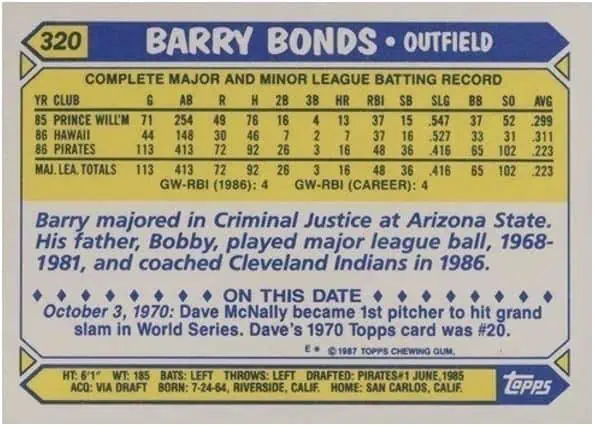 320 BARRY BONDS • OUTFIELD
COMPLETE MAJOR AND MINOR LEAGUE BATTING RECORD
YR CLUB G AB R H 2B 3B HR RBI SB SLG BB SO AVG
85 PRINCE WILL'M 71 254 49 76 16 4 13 37 15 .547 37 52 .299
86 HAWAII 44 148 30 46 7 2 7 37 16 .527 33 31 .311
86 PIRATES 113 413 72 92 26 3 16 48 36 .416 65 102 .223
MAJ. LEA. TOTALS 113 413 72 92 26 3 16 48 36 .416 65 102 .223
GW-RBI (1986): 4 GW-RBI (CAREER): 4
Barry majored in Criminal Justice at Arizona State.
His father, Bobby, played major league ball, 1968-
1981, and coached Cleveland Indians in 1986.
♦ ♦ ♦ ♦ ♦ ♦ ♦ ON THIS DATE ♦ ♦ ♦ ♦ ♦ ♦ ♦
October 3, 1970: Dave McNally became 1st pitcher to hit grand
slam in World Series. Dave's 1970 Topps card was #20.
E* © 1987 TOPPS CHEWING GUM,
HT: 6'1" WT: 185 BATS: LEFT THROWS: LEFT DRAFTED: PIRATES#1 JUNE, 1985
ACQ: VIA DRAFT BORN: 7-24-64, RIVERSIDE, CALIF. HOME: SAN CARLOS, CALIF.
topps